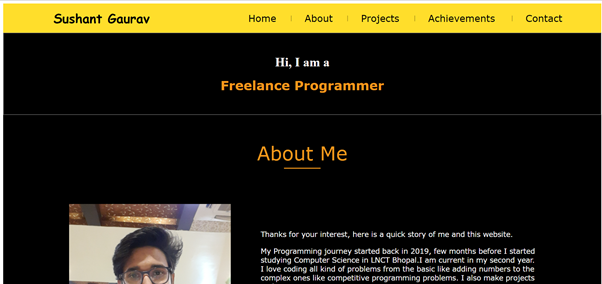 Sushant Gaurav
Home
About
Projects
Achievements
Contact
Hi, I am a
Freelance Programmer
About Me
Thanks for your interest, here is a quick story of me and this website.
My Programming journey started back in 2019, few months before I started
studying Computer Science in LNCT Bhopal.I am current in my second year.
I love coding all kind of problems from the basic like adding numbers to the
complex ones like competitive programming problems. I also make projects